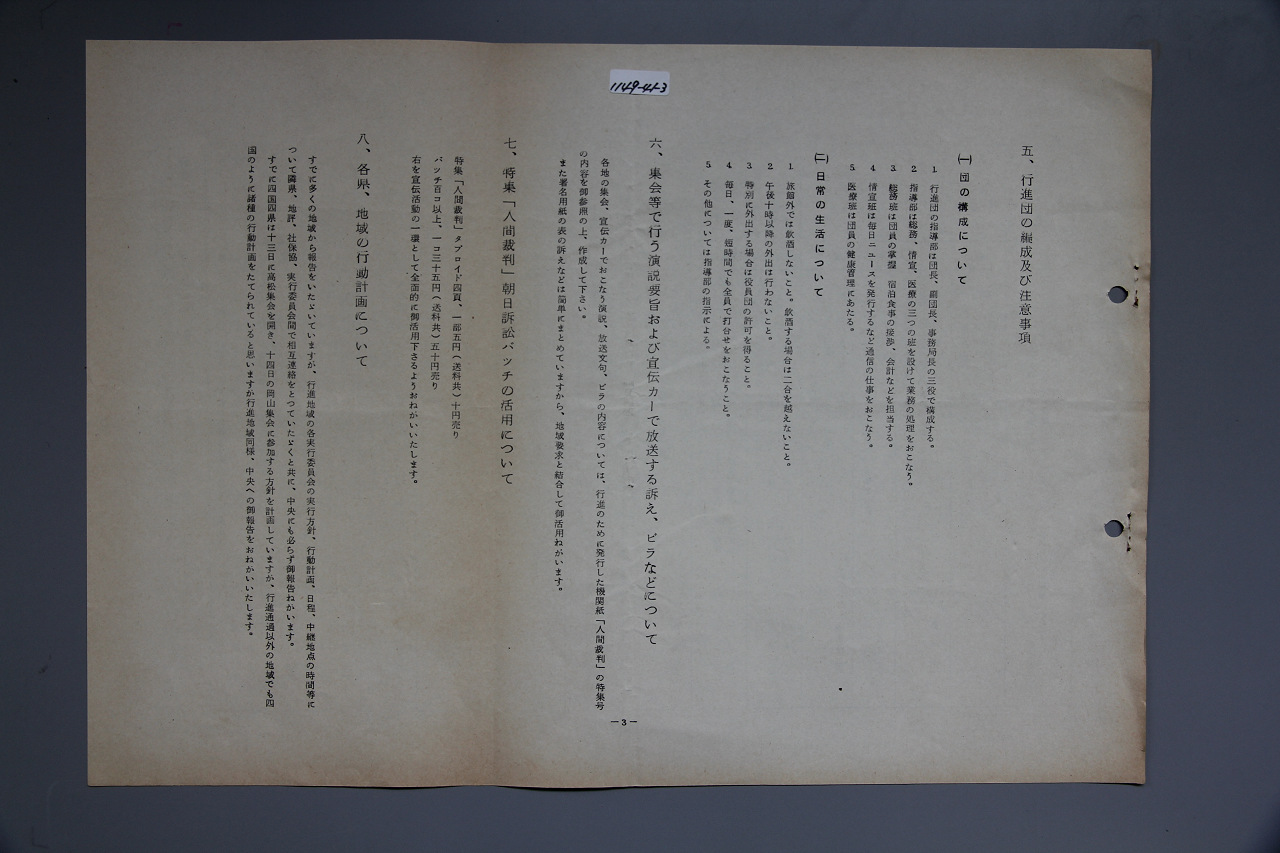 1149-41-3
五、行進団の編成及び注意事項
㈠団の構成について
1. 行進団の指導部は団長、副団長、事務局長の三役で構成する。
2. 指導部は総務、情宣、医療の三つの班を設けて業務の処理をおこなう。
3. 総務班は団員の掌握、宿泊食事の接渉、会計などを担当する。
4. 情宣班は毎日ニュースを発行するなど通信の仕事をおこなう。
5. 医療班は団員の健康管理にあたる。
㈡日常の生活について
1. 旅館外では飲酒しないこと。飲酒する場合は二合を越えないこと。
2. 午後十時以降の外出は行わないこと。
3. 特別に外出する場合は役員団の許可を得ること。
4. 毎日、一度、短時間でも全員で打合せをおこなうこと。
5. その他については指導部の指示による。
六、集会等で行う演説要旨および宣伝カーで放送する訴え、ビラなどについて
各地の集会、宣伝カーでおこなう演説、放送文句、ビラの内容については、行進のために発行した機関紙「人間裁判」の特集号
の内容を御参照の上、作成して下さい。
また署名用紙の表の訴えなどは簡単にまとめていますから、地域要求と結合して御活用ねがいます。
七、特集「人間裁判」朝日訴訟バッチの活用について
特集「人間裁判」タブロイド四頁、一部五円(送料共)十円売り
バッチ百コ以上、一コ三十五円(送料共)五十円売り
右を宣伝活動の一環として全面的に御活用下さるようおねがいいたします。
八、各県、地域の行動計画について
すでに多くの地域から報告をいたゞいていますが、行進地域の各実行委員会の実行方針、行動計画、日程、中継地点の時間等に
ついて隣県、地評、社保協、実行委員会間で相互連絡をとつていたゞくと共に、中央にも必らず御報告ねがいます。
すでに四国四県は十三日に高松集会を開き、十四日の岡山集会に参加する方針を計画していますが、行進通過以外の地域でも四
国のように諸種の行動計画をたてられていると思いますが行進地域同様、中央への御報告をおねがいいたします。
—3—